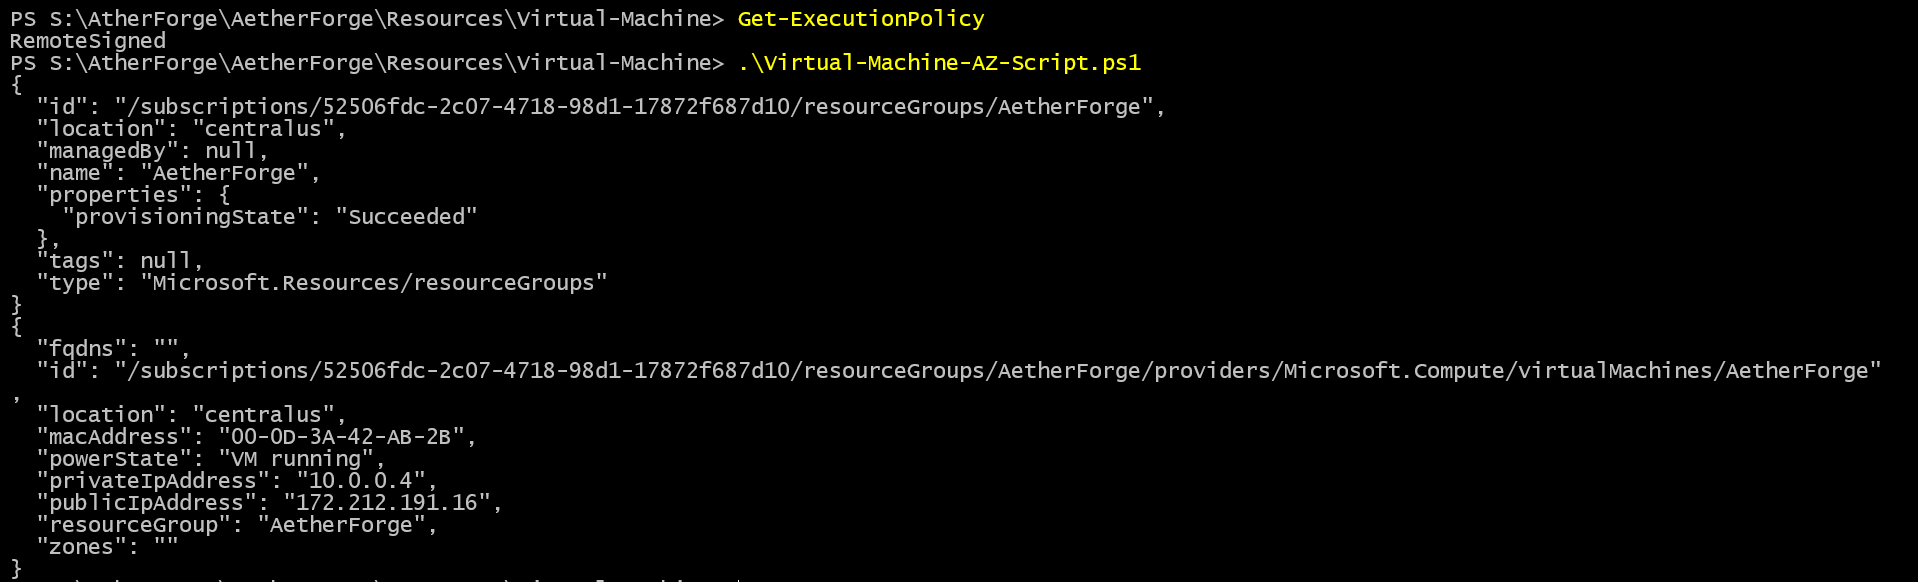 PS S:\AtherForge\AetherForge\Resources\Virtual-Machine> Get-ExecutionPolicy
RemoteSigned
PS S:\AtherForge\AetherForge\Resources\Virtual-Machine> .\Virtual-Machine-AZ-Script.ps1
{
  "id": "/subscriptions/52506fdc-2c07-4718-98d1-17872f687d10/resourceGroups/AetherForge",
  "location": "centralus",
  "managedBy": null,
  "name": "AetherForge",
  "properties": {
    "provisioningState": "Succeeded"
  },
  "tags": null,
  "type": "Microsoft.Resources/resourceGroups"
}
{
  "fqdns": "",
  "id": "/subscriptions/52506fdc-2c07-4718-98d1-17872f687d10/resourceGroups/AetherForge/providers/Microsoft.Compute/virtualMachines/AetherForge"
,
  "location": "centralus",
  "macAddress": "00-0D-3A-42-AB-2B",
  "powerState": "VM running",
  "privateIpAddress": "10.0.0.4",
  "publicIpAddress": "172.212.191.16",
  "resourceGroup": "AetherForge",
  "zones": ""
}